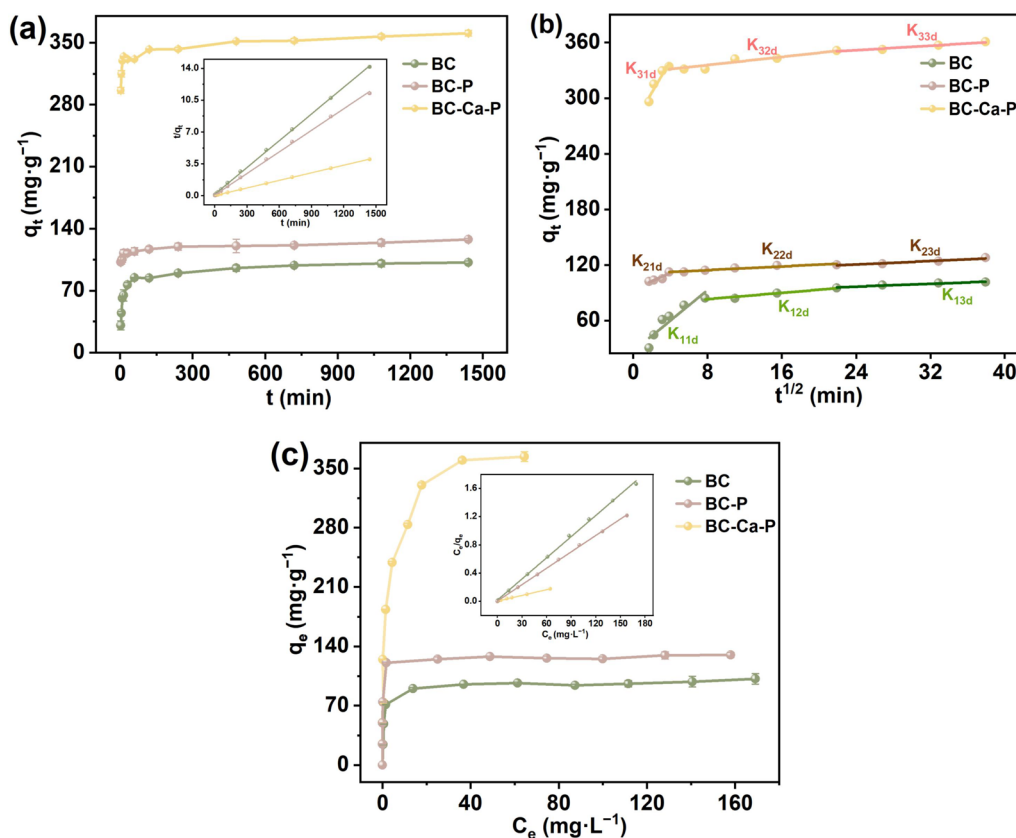 (a)
350
280
210
140
70
0
qt (mg·g⁻¹)
0
300
600
900
1200
1500
t (min)
BC
BC-P
BC-Ca-P
14.0
10.5
7.0
3.5
0.0
t/qt
0
300
600
900
1200
1500
t (min)
(b)
360
300
240
180
120
60
qt (mg·g⁻¹)
0
8
16
24
32
40
t¹/² (min)
K31d
K32d
K33d
BC
BC-P
BC-Ca-P
K21d
K22d
K23d
K11d
K12d
K13d
(c)
350
280
210
140
70
0
qe (mg·g⁻¹)
0
40
80
120
160
Ce (mg·L⁻¹)
BC
BC-P
BC-Ca-P
1.6
1.2
0.8
0.4
0.0
Ce/qe
0
30
60
90
120
150
180
Ce (mg·L⁻¹)